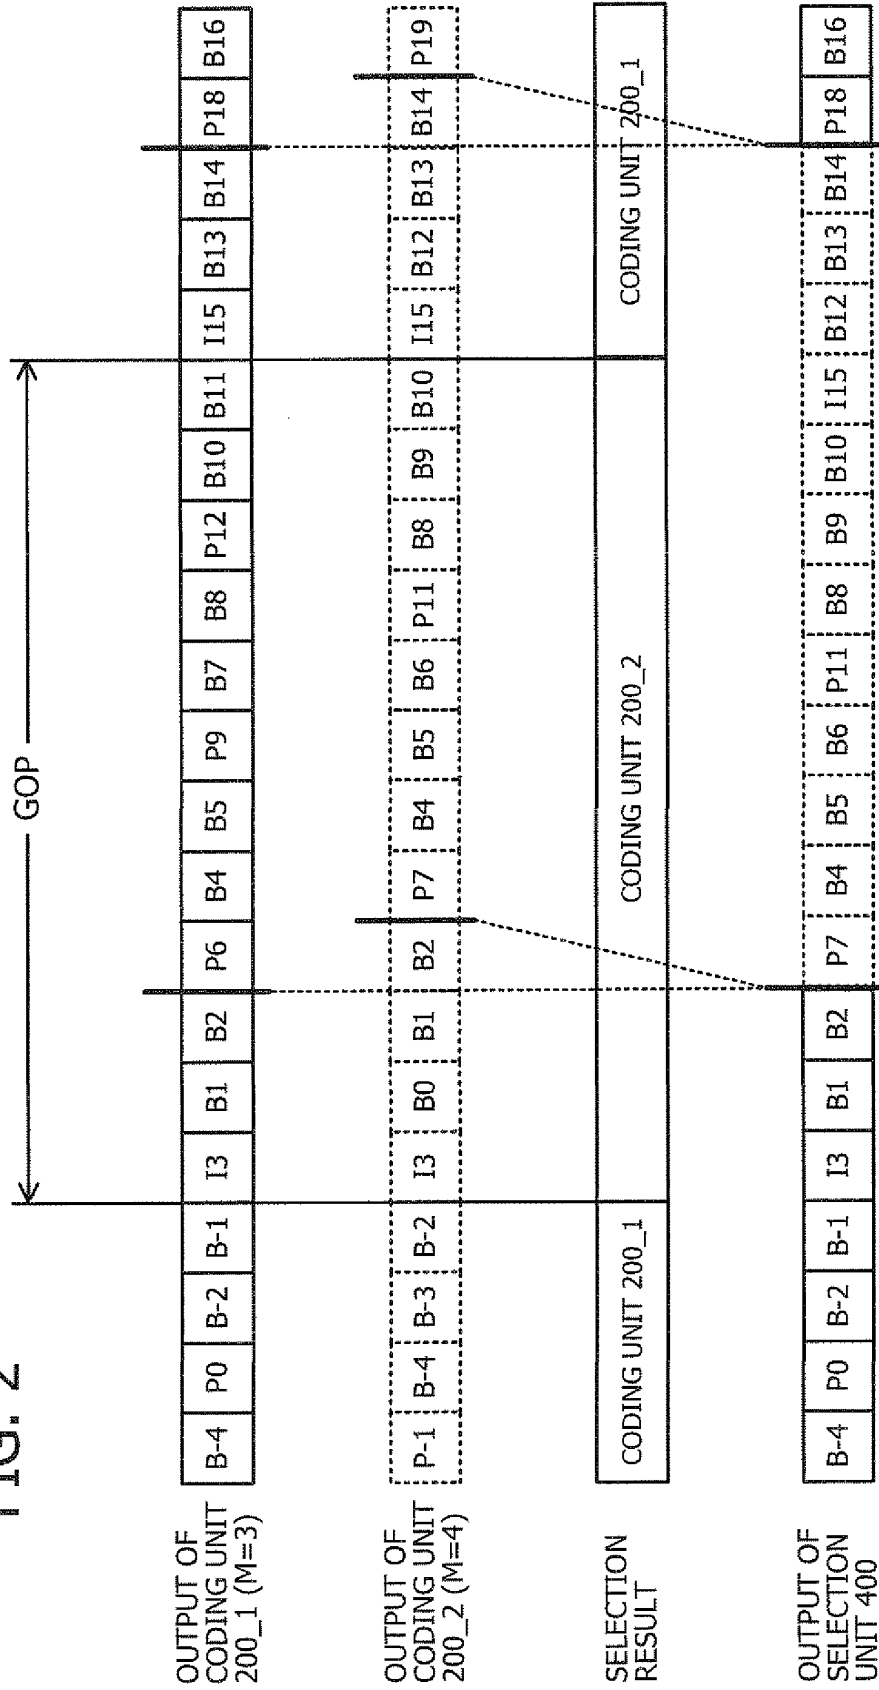 FIG. 2
GOP
OUTPUT OF
CODING UNIT
200_1 (M=3)
B-4 P0 B-2 B-1 I3 B1 B2 P6 B4 B5 P9 B7 B8 P12 B10 B11 I15 B13 B14 P18 B16
OUTPUT OF
CODING UNIT
200_2 (M=4)
P-1 B-4 B-3 B-2 I3 B0 B1 B2 P7 B4 B5 B6 P11 B8 B9 B10 I15 B12 B13 B14 P19
SELECTION
RESULT
CODING UNIT 200_1 CODING UNIT 200_2 CODING UNIT 200_1
OUTPUT OF
SELECTION
UNIT 400
B-4 P0 B-2 B-1 I3 B1 B2 P7 B4 B5 B6 P11 B8 B9 B10 I15 B12 B13 B14 P18 B16